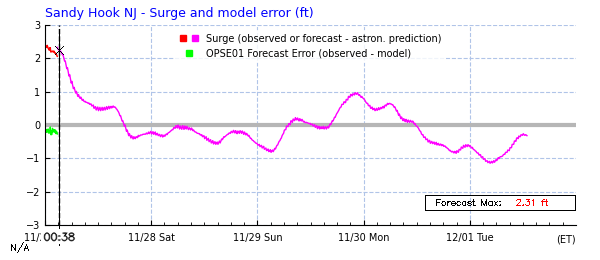 Sandy Hook NJ - Surge and model error (ft)
Surge (observed or forecast - astron. prediction)
OPSE01 Forecast Error (observed - model)
3
2
1
0
−1
−2
−3
Forecast Max: 2.31 ft
00:38 11/28 Sat 11/29 Sun 11/30 Mon 12/01 Tue (ET)
N/A